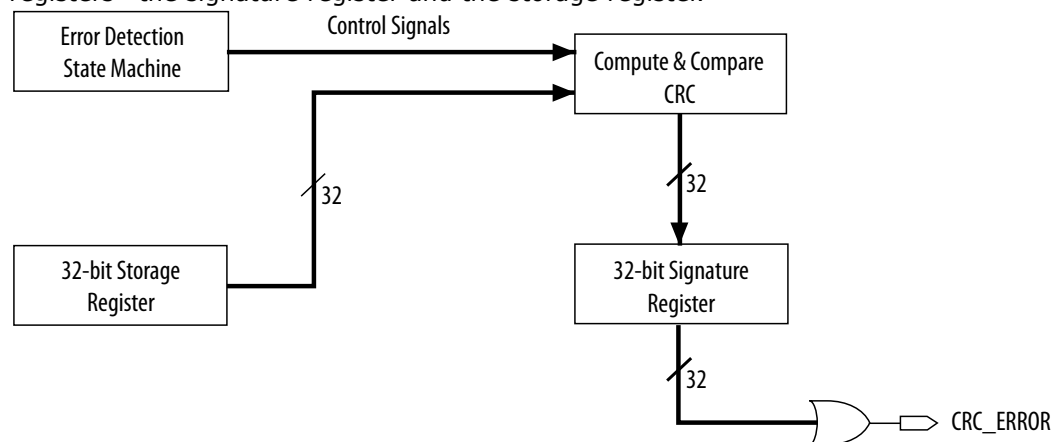 registers—the signature register and the storage register.
Error Detection
State Machine
Control Signals
Compute & Compare
CRC
32
32
32-bit Storage
Register
32-bit Signature
Register
32
CRC_ERROR